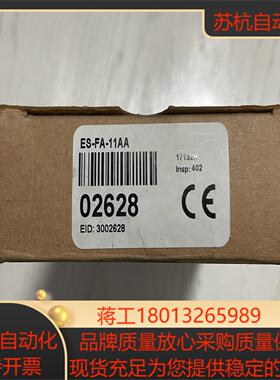 苏杭自动化
ES-FA-11AA
Insp: 402
02628
EID: 3002628
CE
蒋工18013265989
自动化 品牌质量放心采购质量保
开票 现货充足为您提供稳定的